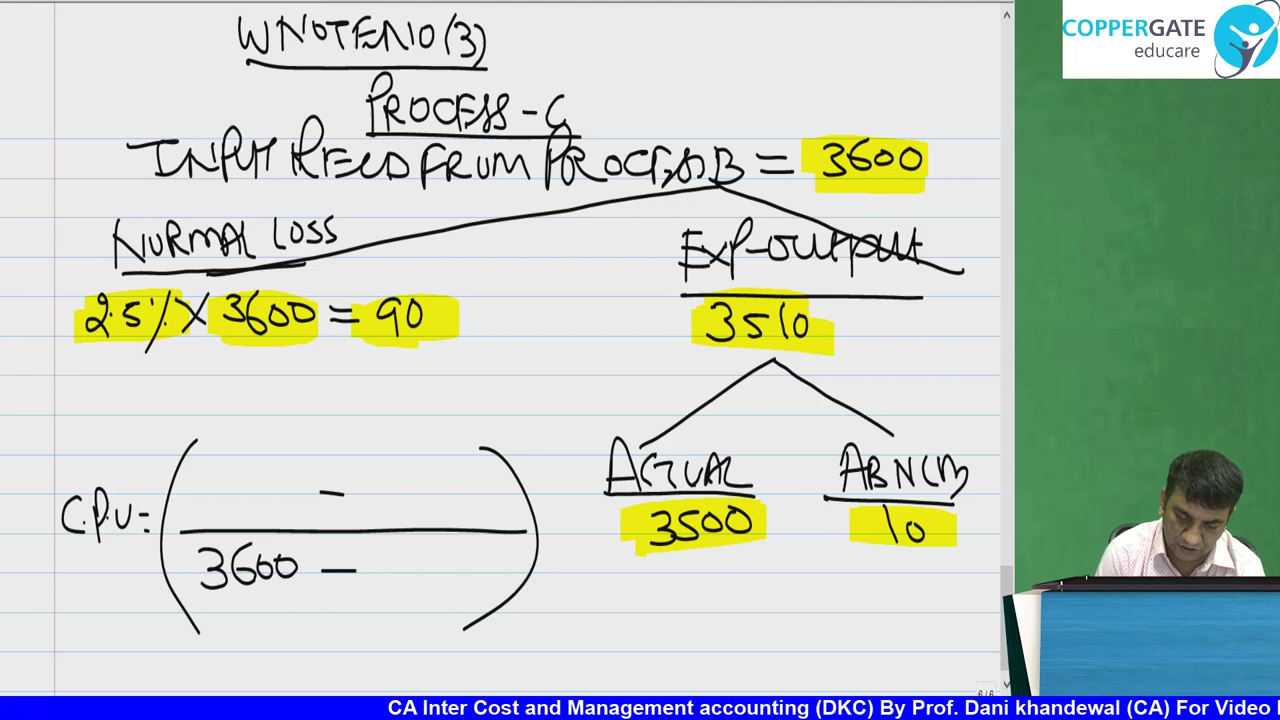 COPPERGATE
educare
W NOTE NO (3)
PROCESS - C
INPUT RECD FROM PROCESS B = 3600
NORMAL LOSS
EXP-OUTPUT
2.5% X 3600 = 90
3510
ACTUAL
3500
10
C.P.U =
-
3600 -
6/6
CA Inter Cost and Management accounting (DKC) By Prof. Dani khandewal (CA) For Video